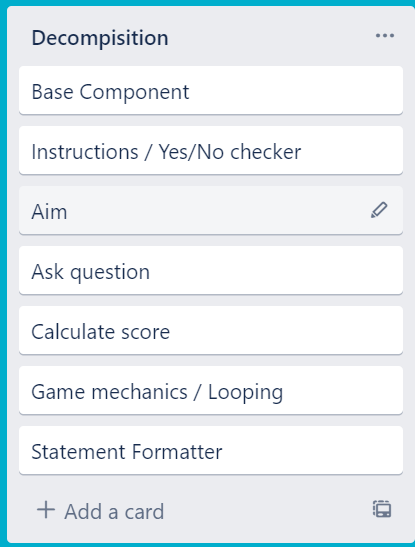 Decompisition
Base Component
Instructions / Yes/No checker
Aim
Ask question
Calculate score
Game mechanics / Looping
Statement Formatter
+ Add a card